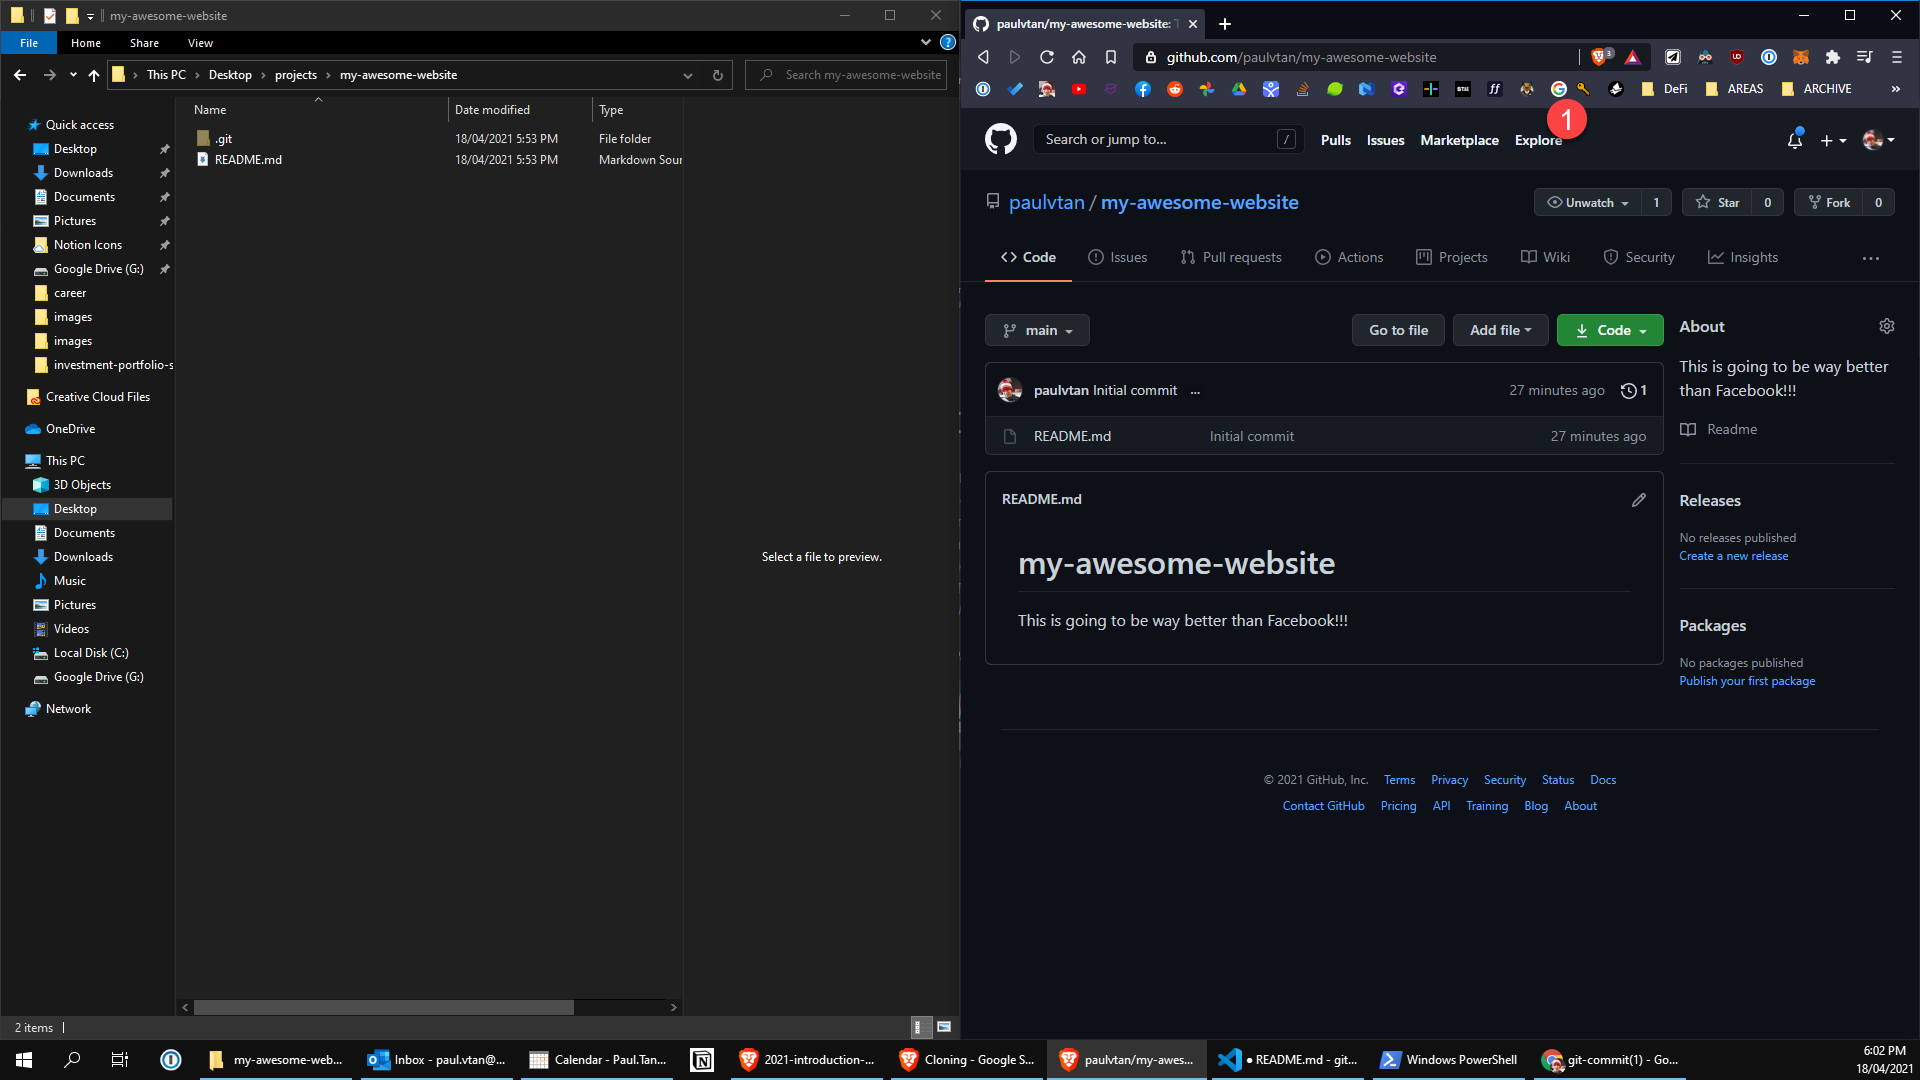 my-awesome-website
File Home Share View
This PC Desktop projects my-awesome-website
Search my-awesome-website
Name Date modified Type
.git 18/04/2021 5:53 PM File folder
README.md 18/04/2021 5:53 PM Markdown Sour
Quick access
Desktop
Downloads
Documents
Pictures
Notion Icons
Google Drive (G:)
career
images
images
investment-portfolio-s
Creative Cloud Files
OneDrive
This PC
3D Objects
Desktop
Documents
Downloads
Music
Pictures
Videos
Local Disk (C:)
Google Drive (G:)
Network
Select a file to preview.
2 items
paulvtan/my-awesome-website: T
github.com/paulvtan/my-awesome-website
3
DeFi AREAS ARCHIVE »
1
Search or jump to... /
Pulls Issues Marketplace Explore
paulvtan / my-awesome-website
Unwatch 1 Star 0 Fork 0
Code Issues Pull requests Actions Projects Wiki Security Insights ...
main
Go to file Add file Code
paulvtan Initial commit ... 27 minutes ago 1
README.md Initial commit 27 minutes ago
README.md
my-awesome-website
This is going to be way better than Facebook!!!
About
This is going to be way better
than Facebook!!!
Readme
Releases
No releases published
Create a new release
Packages
No packages published
Publish your first package
© 2021 GitHub, Inc. Terms Privacy Security Status Docs
Contact GitHub Pricing API Training Blog About
my-awesome-web...
Inbox - paul.vtan@...
Calendar - Paul.Tan...
2021-introduction-...
Cloning - Google S...
paulvtan/my-awes...
● README.md - git...
Windows PowerShell
git-commit(1) - Go...
6:02 PM
18/04/2021